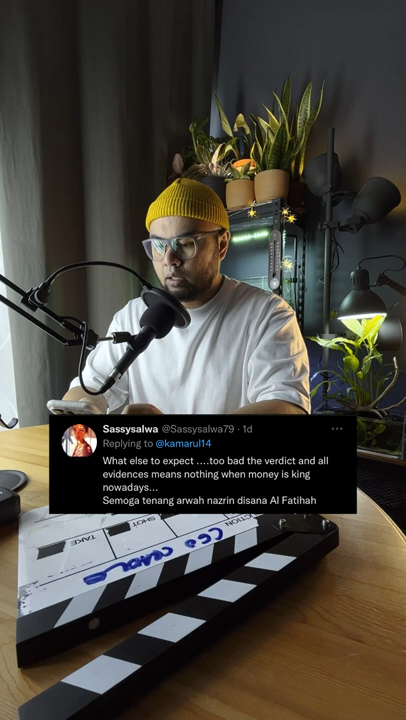 Sassysalwa @Sassysalwa79 · 1d
Replying to @kamarul14
What else to expect ....too bad the verdict and all
evidences means nothing when money is king
nowadays...
Semoga tenang arwah nazrin disana Al Fatihah
CTION
SHOT
TAKE